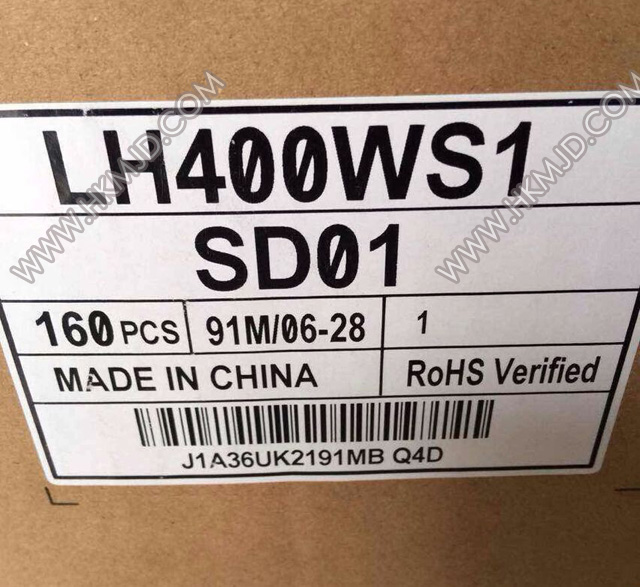 LH400WS1
SD01
160 PCS 91M/06-28 1
MADE IN CHINA RoHS Verified
J1A36UK2191MB Q4D
WWW.HKMJD.COM
WWW.HKMJD.COM